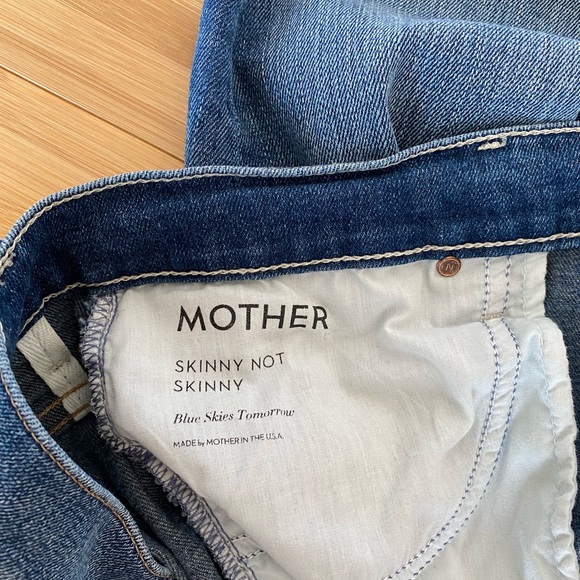 MOTHER
SKINNY NOT
SKINNY
Blue Skies Tomorrow
MADE by MOTHER IN THE U.S.A.
M